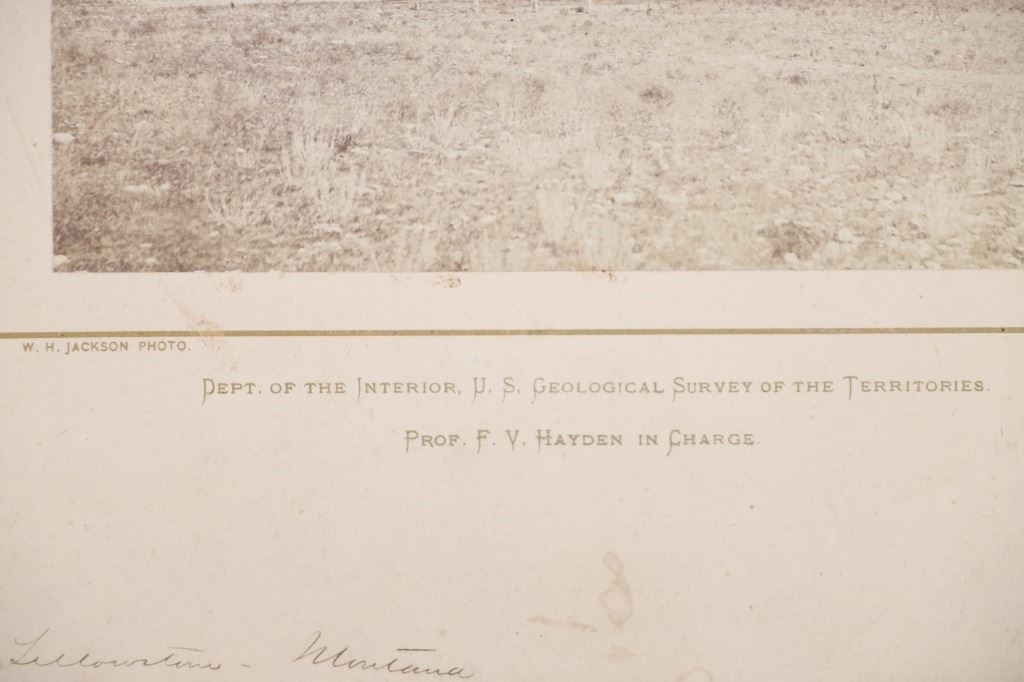 W. H. JACKSON PHOTO.
DEPT. OF THE INTERIOR, U. S. GEOLOGICAL SURVEY OF THE TERRITORIES.
PROF. F. V. HAYDEN IN CHARGE.
Yellowstone - Montana